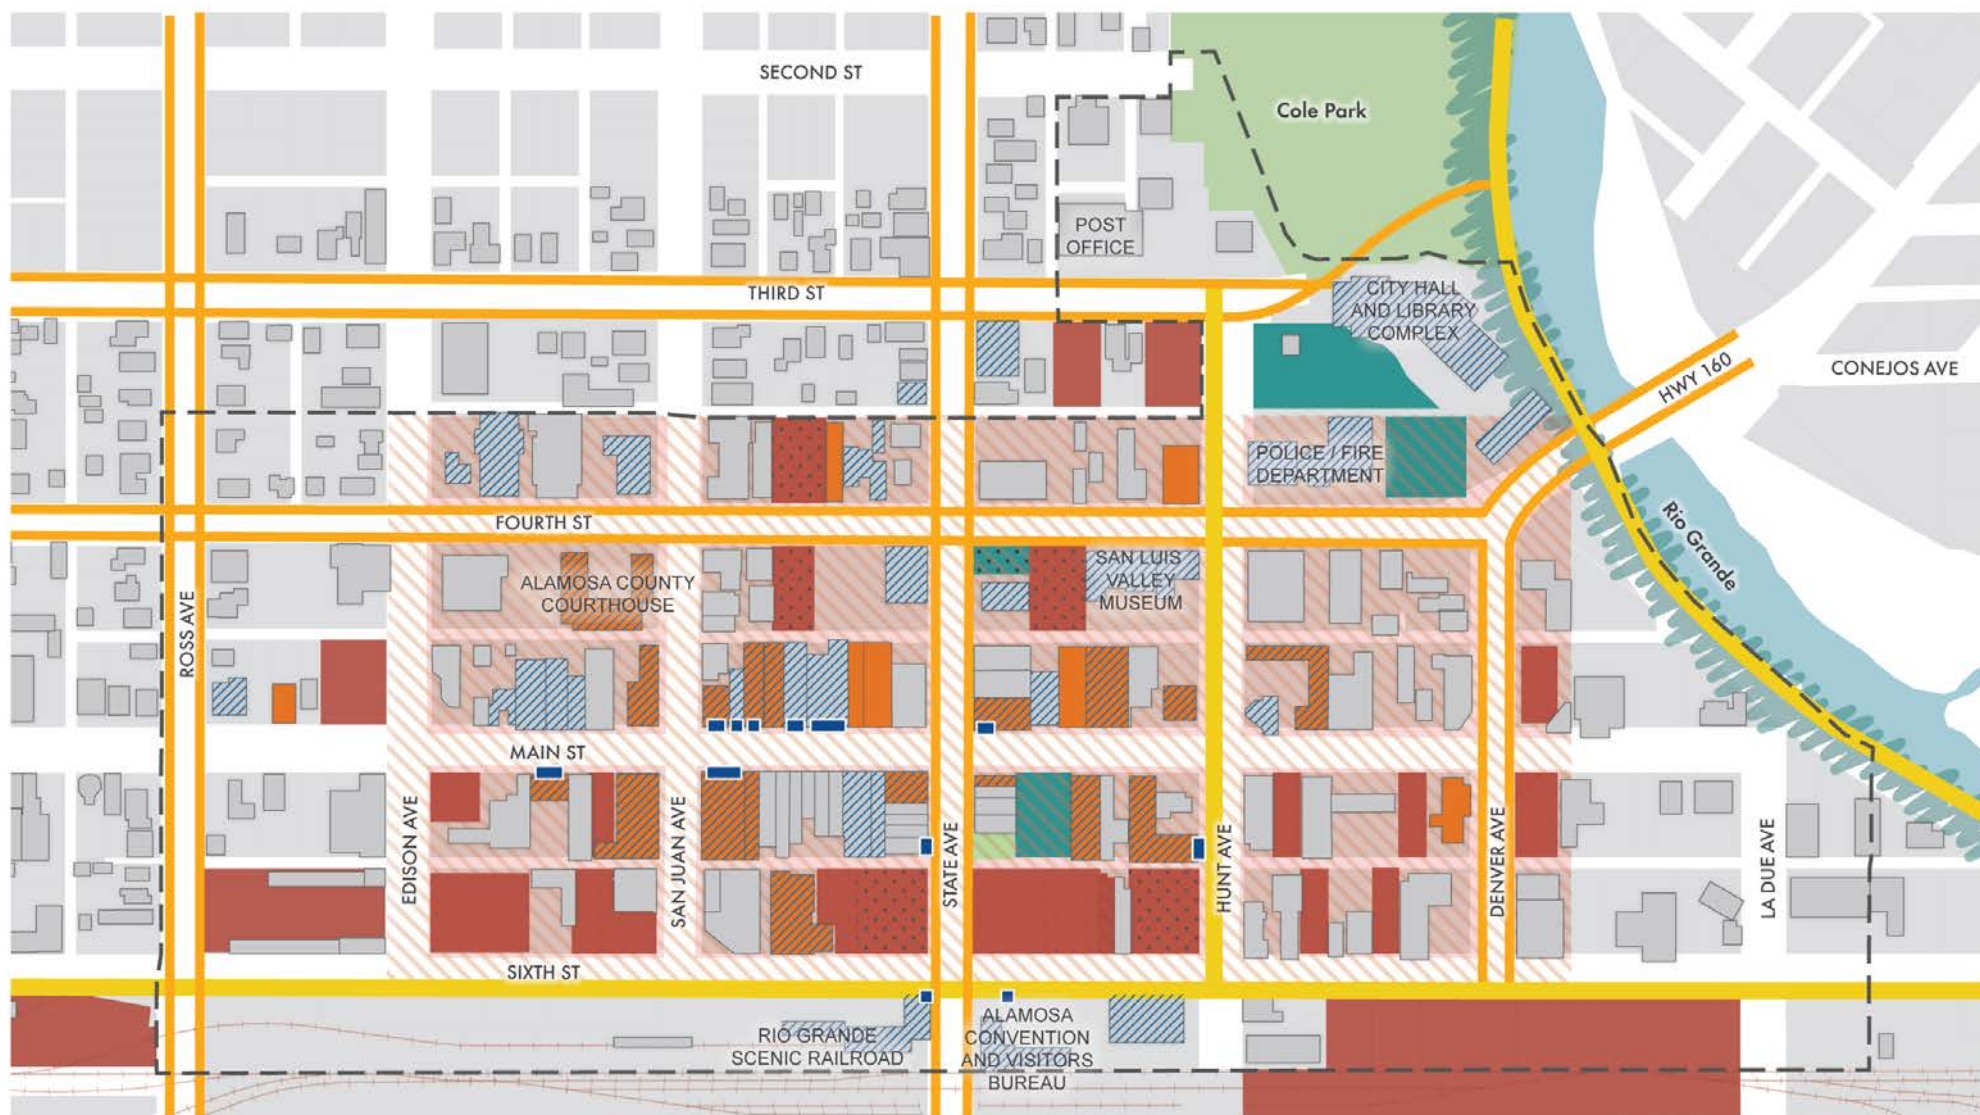 SECOND ST
Cole Park
POST
OFFICE
THIRD ST
CITY HALL
AND LIBRARY
COMPLEX
HWY 160
CONEJOS AVE
POLICE / FIRE
DEPARTMENT
FOURTH ST
Rio Grande
ALAMOSA COUNTY
COURTHOUSE
SAN LUIS
VALLEY
MUSEUM
ROSS AVE
MAIN ST
EDISON AVE
SAN JUAN AVE
STATE AVE
HUNT AVE
DENVER AVE
LA DUE AVE
SIXTH ST
RIO GRANDE
SCENIC RAILROAD
ALAMOSA
CONVENTION
AND VISITORS
BUREAU